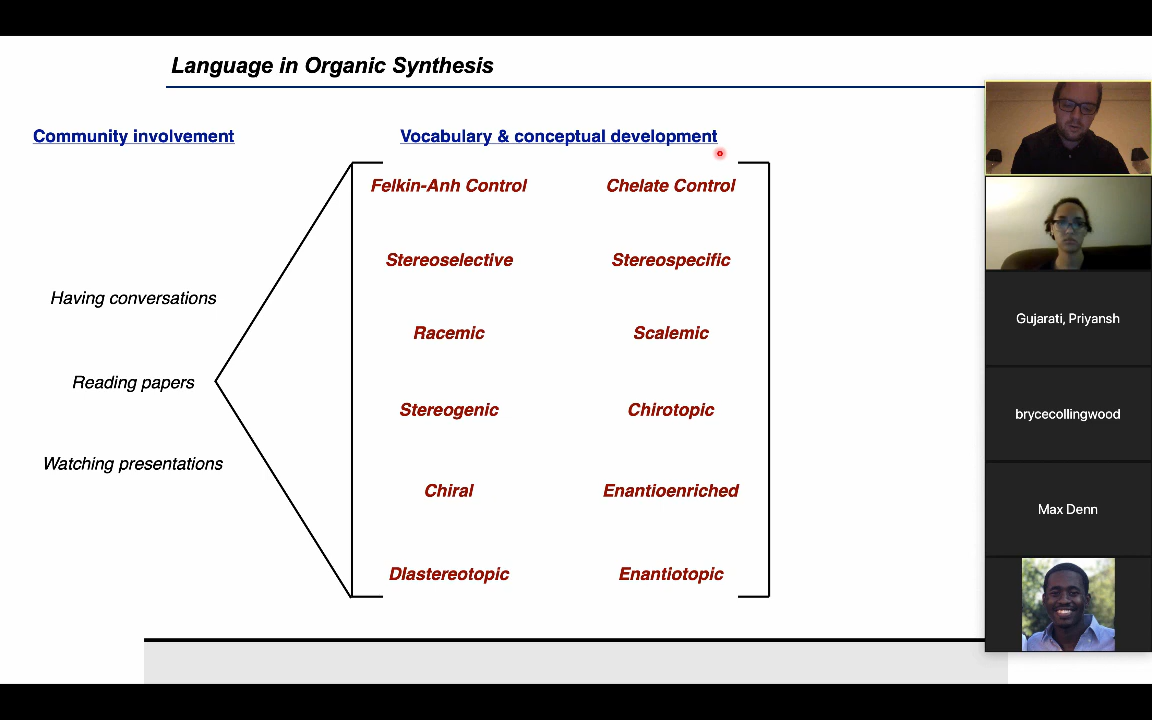 Language in Organic Synthesis
Community involvement
Vocabulary & conceptual development
Felkin-Anh Control
Chelate Control
Stereoselective
Stereospecific
Having conversations
Racemic
Scalemic
Reading papers
Stereogenic
Chirotopic
Watching presentations
Chiral
Enantioenriched
DIastereotopic
Enantiotopic
Gujarati, Priyansh
brycecollingwood
Max Denn